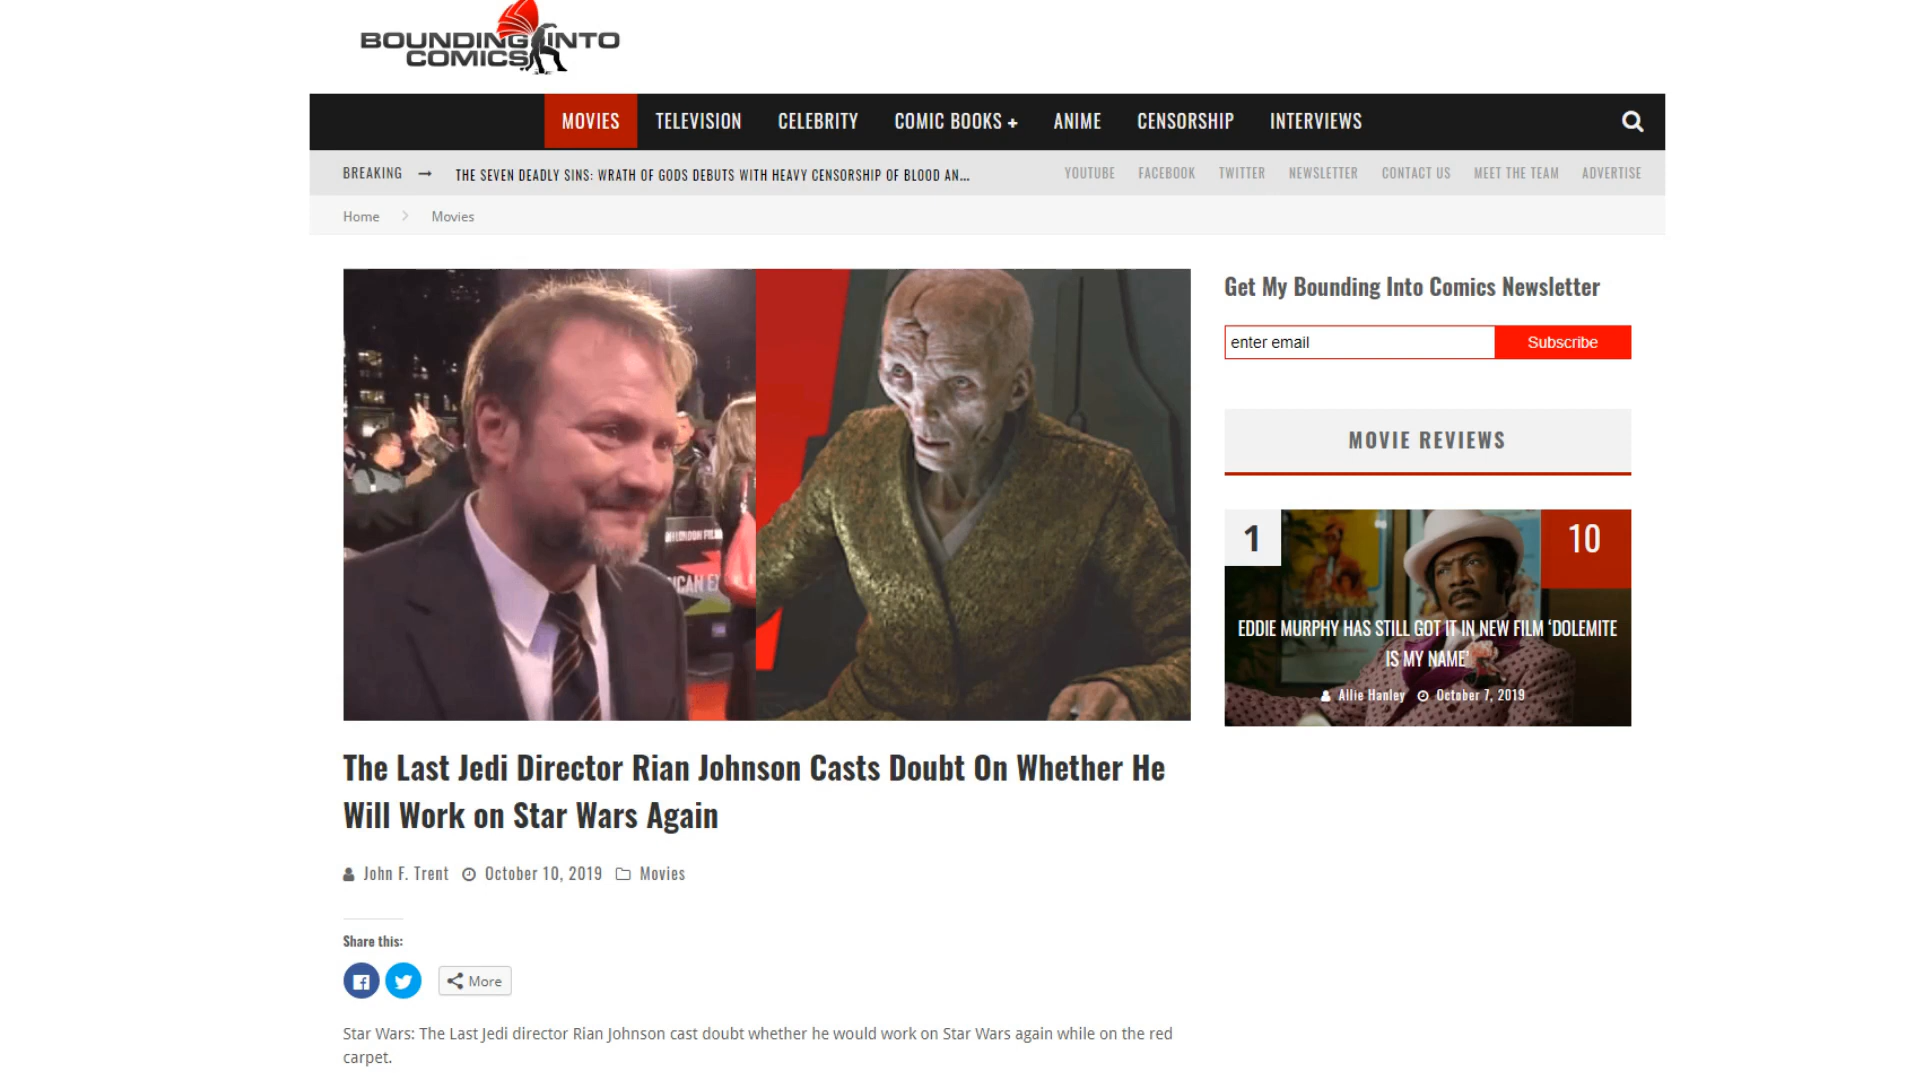 BOUNDING INTO
COMICS
MOVIES TELEVISION CELEBRITY COMIC BOOKS + ANIME CENSORSHIP INTERVIEWS
BREAKING → THE SEVEN DEADLY SINS: WRATH OF GODS DEBUTS WITH HEAVY CENSORSHIP OF BLOOD AN... YOUTUBE FACEBOOK TWITTER NEWSLETTER CONTACT US MEET THE TEAM ADVERTISE
Home > Movies
Get My Bounding Into Comics Newsletter
enter email Subscribe
MOVIE REVIEWS
1 10
EDDIE MURPHY HAS STILL GOT IT IN NEW FILM ‘DOLEMITE
IS MY NAME’
Allie Hanley October 7, 2019
The Last Jedi Director Rian Johnson Casts Doubt On Whether He
Will Work on Star Wars Again
John F. Trent October 10, 2019 Movies
Share this:
More
Star Wars: The Last Jedi director Rian Johnson cast doubt whether he would work on Star Wars again while on the red
carpet.